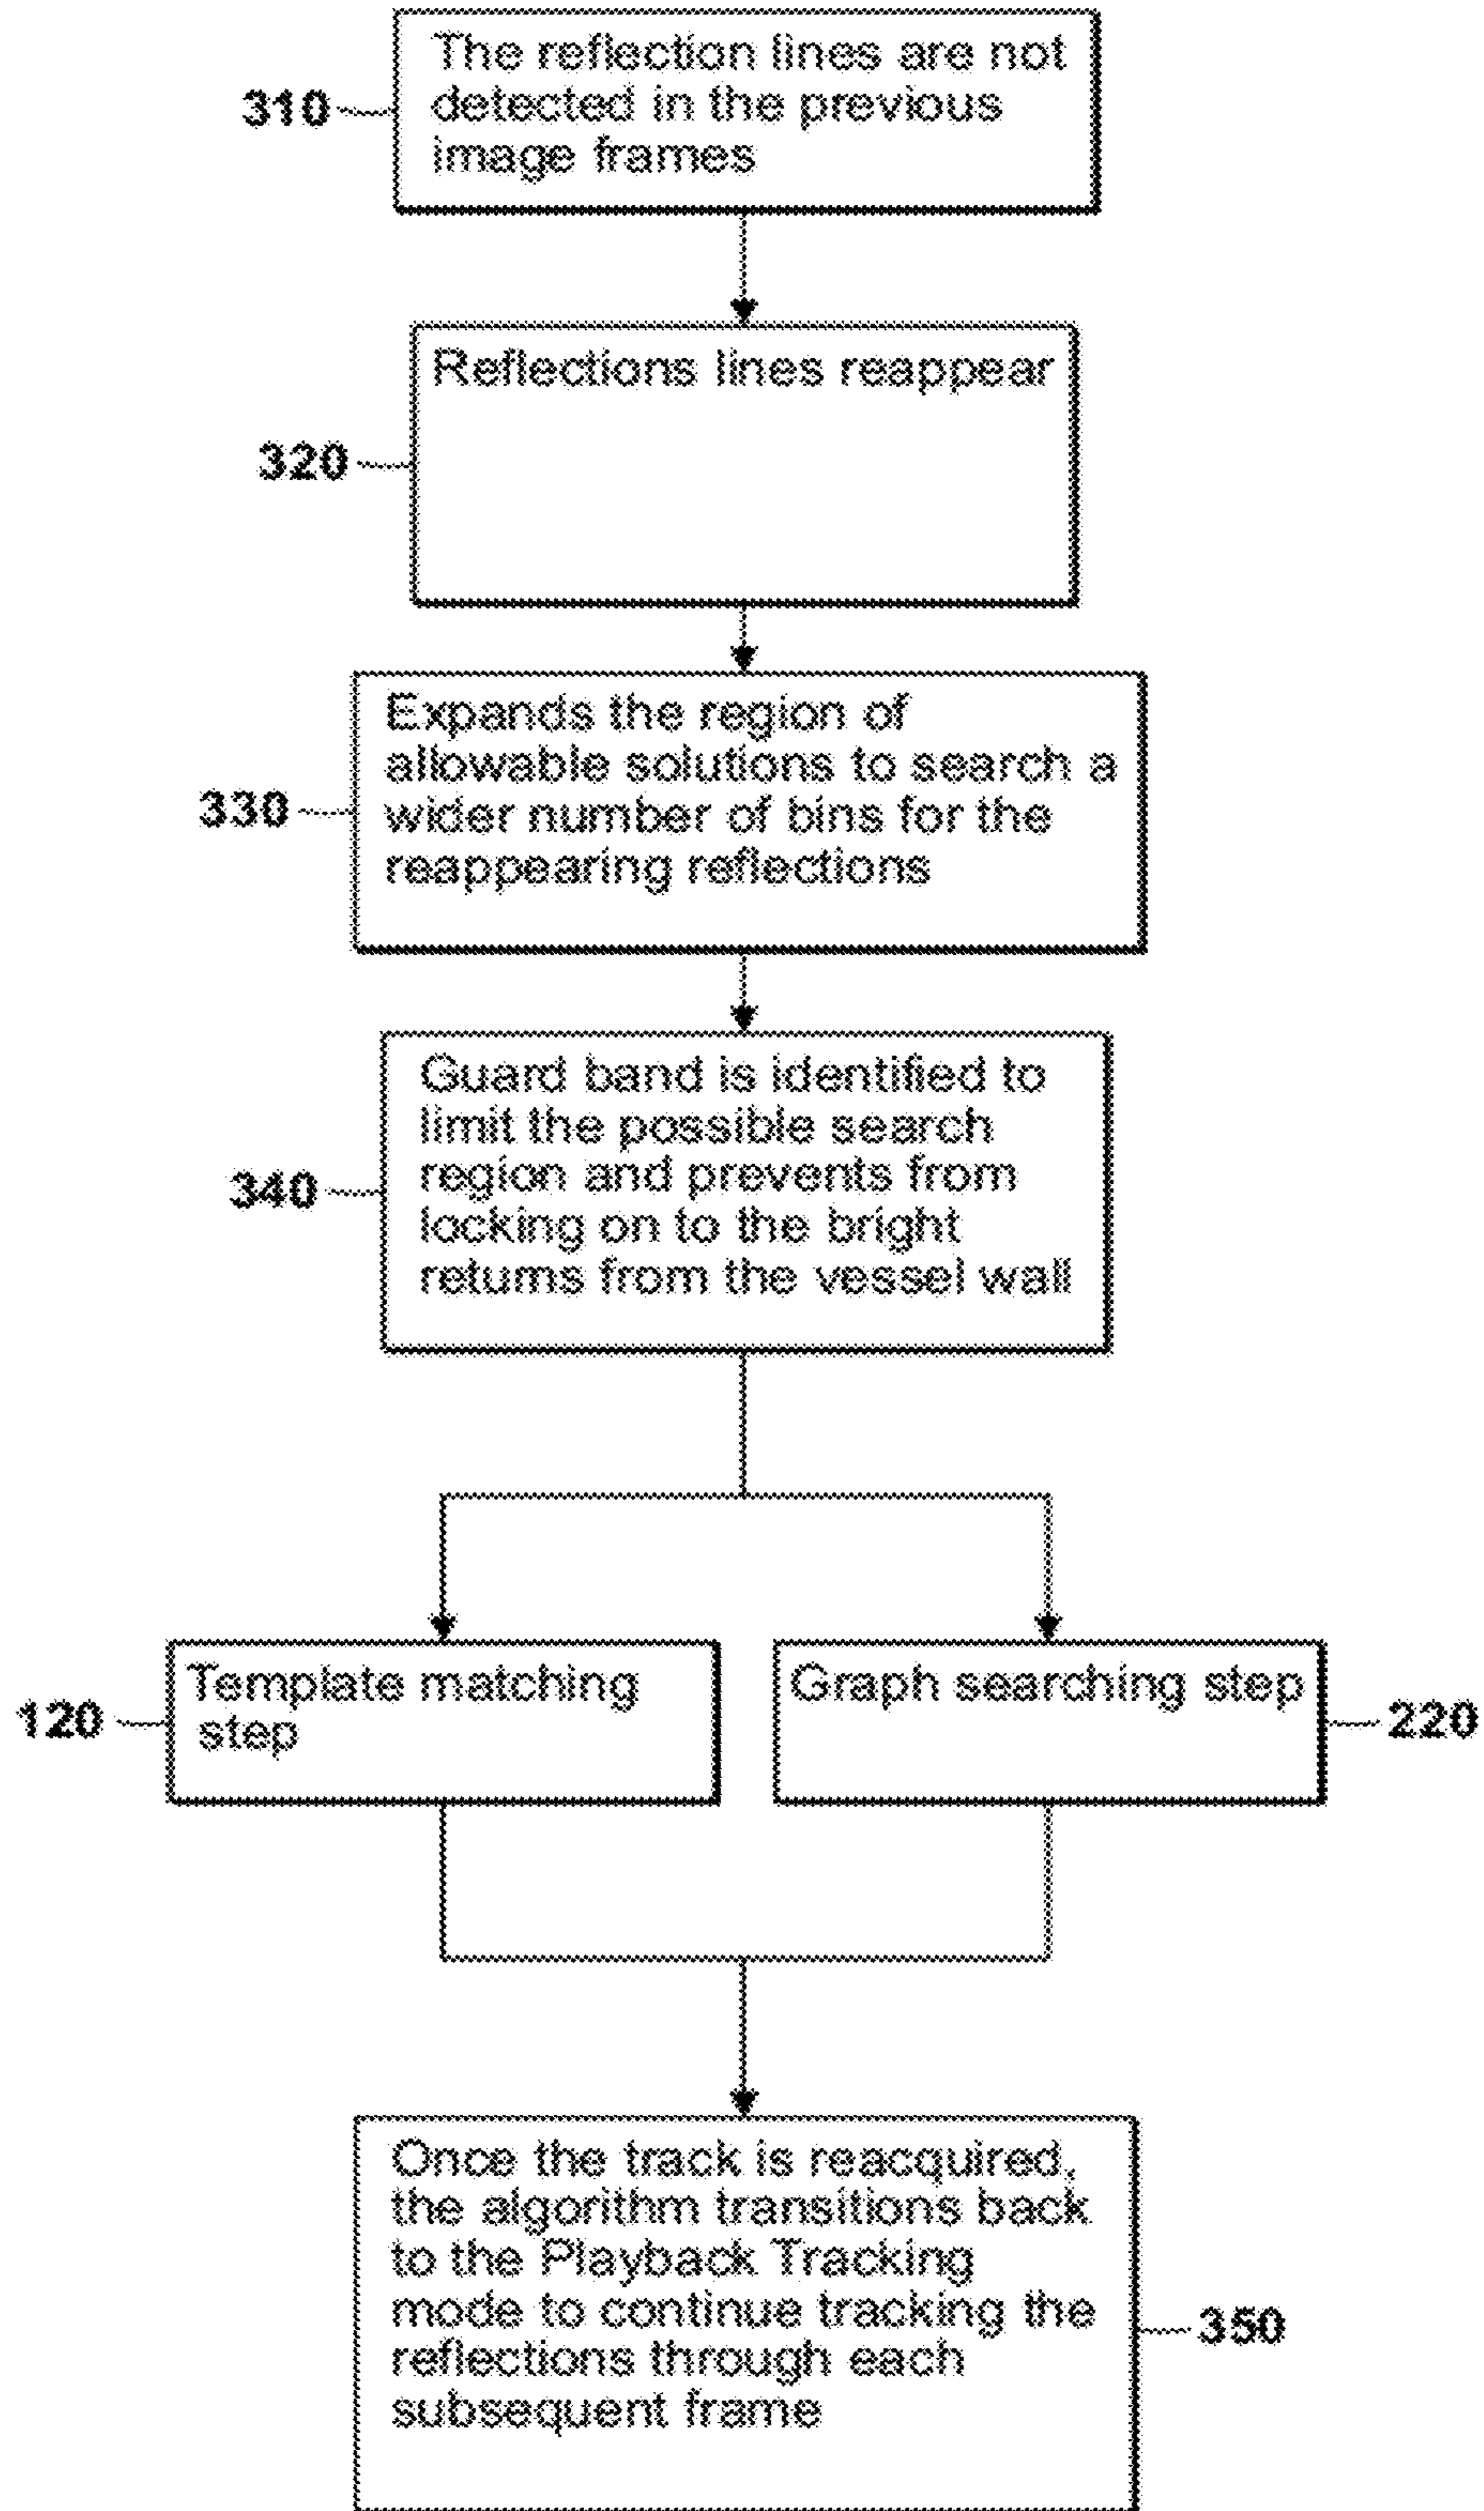 The reflection lines are not
detected in the previous
image frames
310
Reflections lines reappear
320
Expands the region of
allowable solutions to search a
wider number of bins for the
reappearing reflections
330
Guard band is identified to
limit the possible search
region and prevents from
locking on to the bright
returns from the vessel wall
340
Template matching
step
120
Graph searching step
220
Once the track is reacquired,
the algorithm transitions back
to the Playback Tracking
mode to continue tracking the
reflections through each
subsequent frame
350